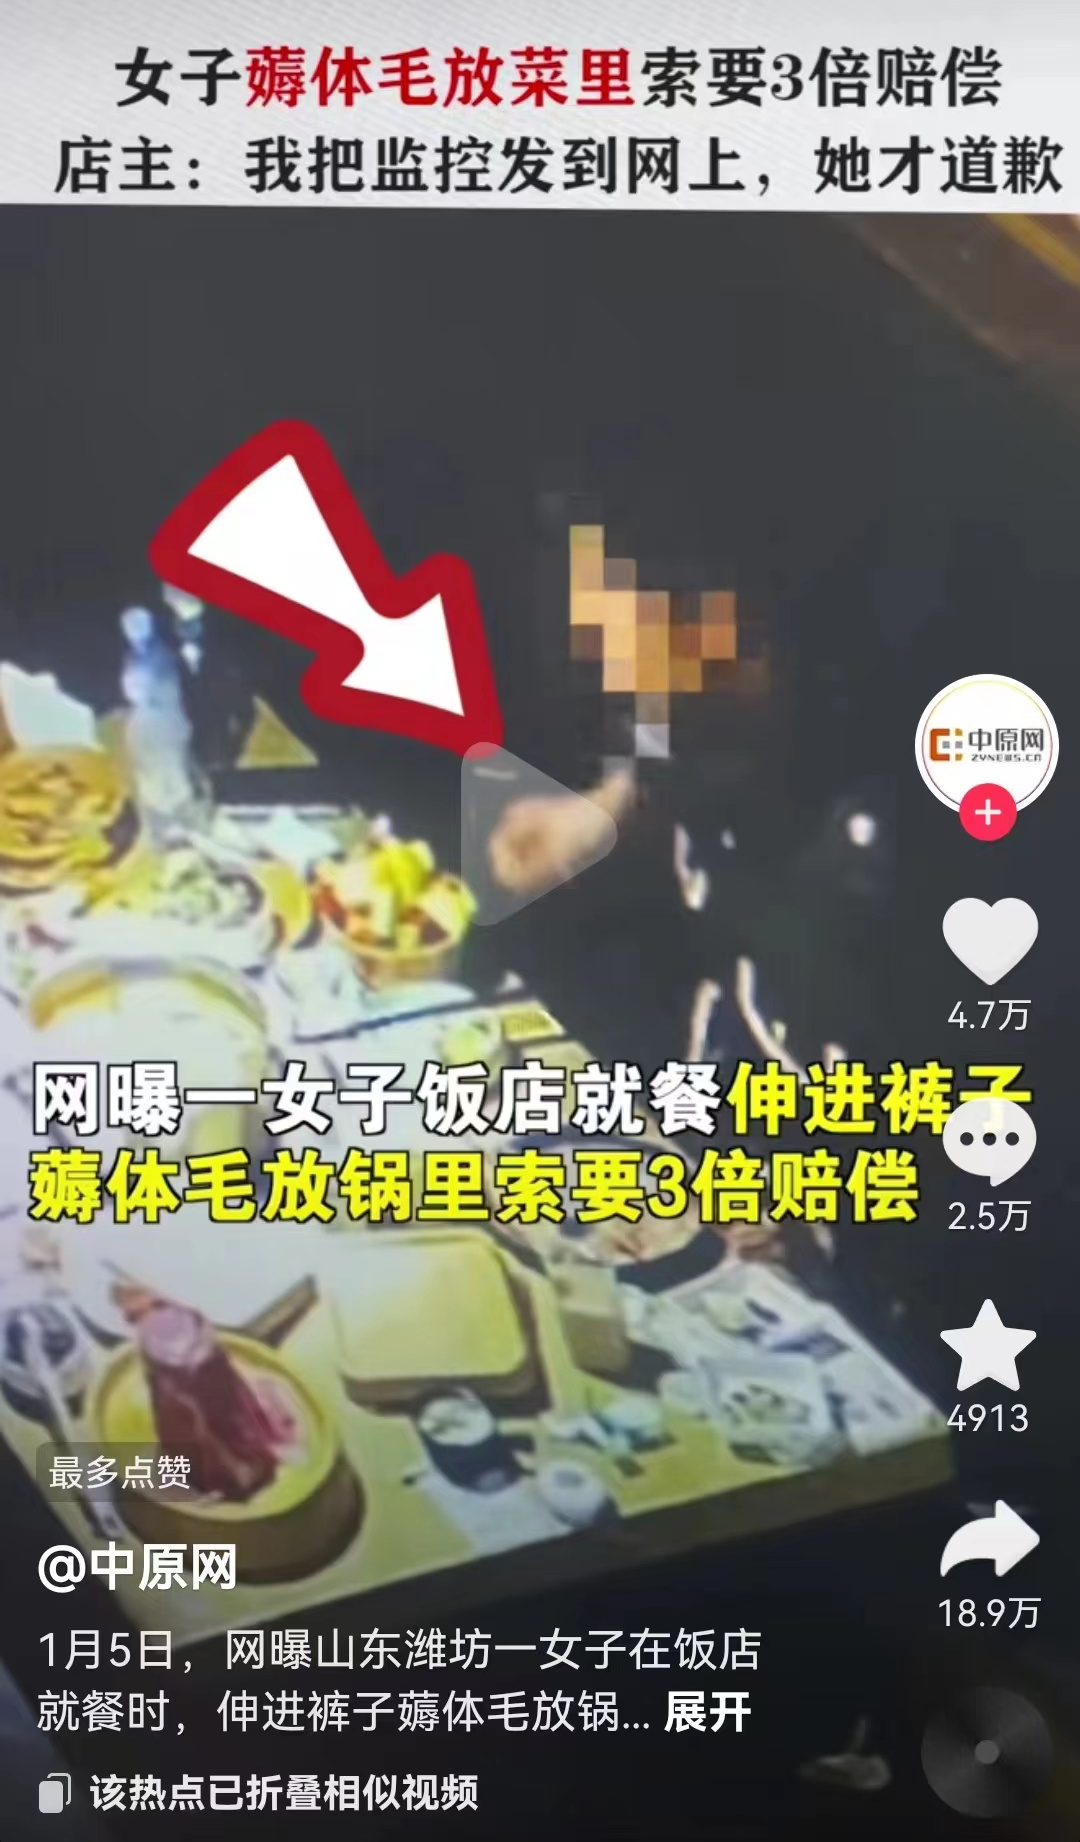 女子薅体毛放菜里索要3倍赔偿
店主：我把监控发到网上，她才道歉
中原网
ZYNEWS.CN
4.7万
网曝一女子饭店就餐伸进裤子
薅体毛放锅里索要3倍赔偿
2.5万
4913
最多点赞
@中原网
18.9万
1月5日，网曝山东潍坊一女子在饭店
就餐时，伸进裤子薅体毛放锅... 展开
该热点已折叠相似视频